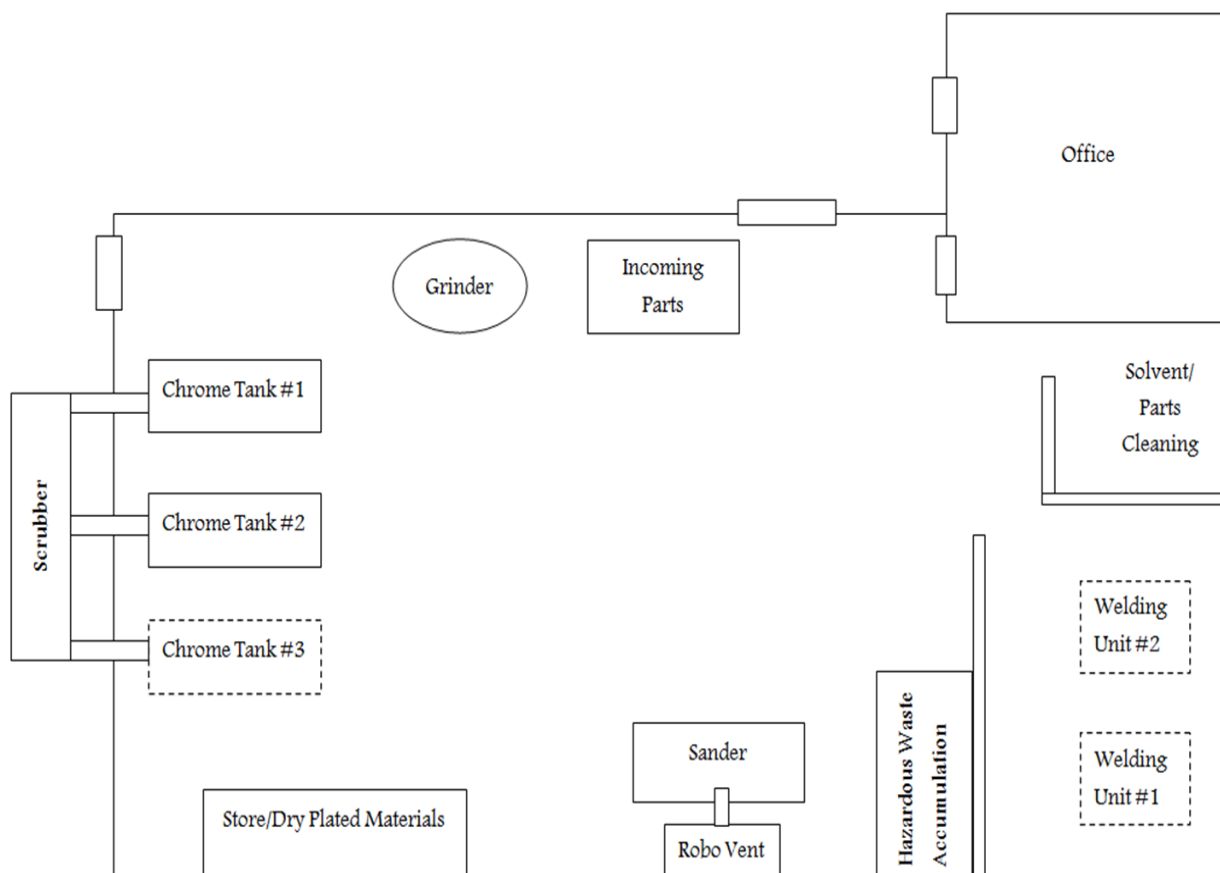 Office
Grinder
Incoming
Parts
Chrome Tank #1
Solvent/
Parts
Cleaning
Scrubber
Chrome Tank #2
Chrome Tank #3
Welding
Unit #2
Sander
Hazardous Waste
Accumulation
Welding
Unit #1
Store/Dry Plated Materials
Robo Vent